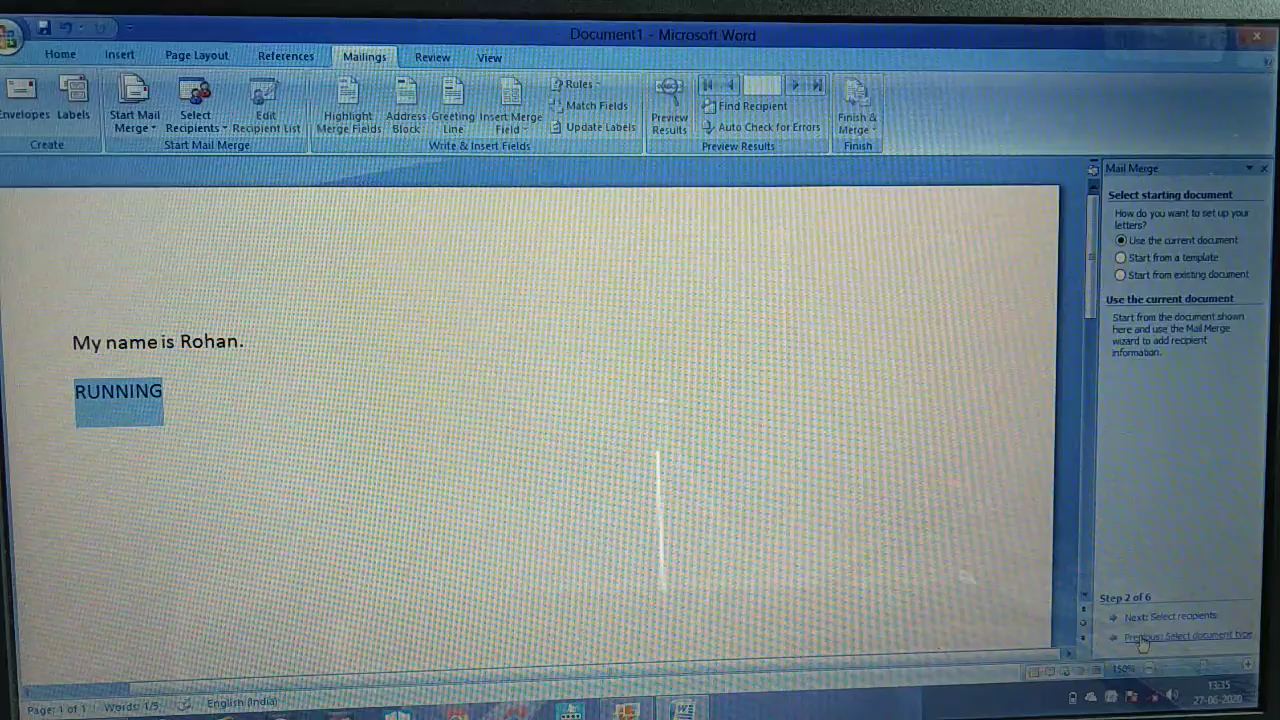 Document1 - Microsoft Word
Home Insert Page Layout References Mailings Review View
Envelopes Labels
Create
Start Mail Merge
Select Recipients
Edit Recipient List
Start Mail Merge
Highlight Merge Fields
Address Block
Greeting Line
Insert Merge Field
Rules
Match Fields
Update Labels
Write & Insert Fields
Preview Results
Find Recipient
Auto Check for Errors
Preview Results
Finish & Merge
Finish
My name is Rohan.
RUNNING
Mail Merge
Select starting document
How do you want to set up your
letters?
Use the current document
Start from a template
Start from existing document
Use the current document
Start from the document shown
here and use the Mail Merge
wizard to add recipient
information.
Step 2 of 6
Next: Select recipients
Previous: Select document type
Page: 1 of 1 Words: 1/5 English (India)
150%
13:35
27-06-2020